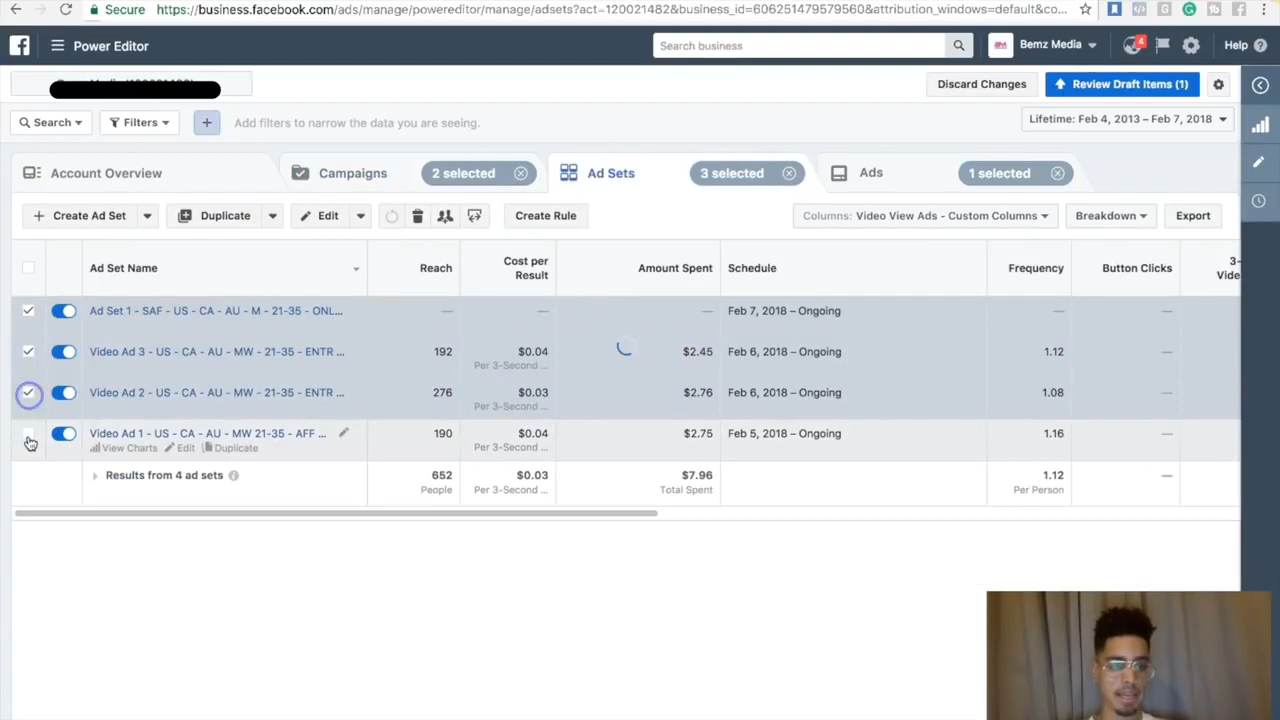 Secure https://business.facebook.com/ads/manage/powereditor/manage/adsets?act=120021482&business_id=606251479579560&attribution_windows=default&co...
Power Editor
Search business
Bemz Media
4
Help
Discard Changes
Review Draft Items (1)
Search
Filters
Add filters to narrow the data you are seeing.
Lifetime: Feb 4, 2013 – Feb 7, 2018
Account Overview
Campaigns
2 selected
Ad Sets
3 selected
Ads
1 selected
Create Ad Set
Duplicate
Edit
Create Rule
Columns: Video View Ads - Custom Columns
Breakdown
Export
Ad Set Name
Reach
Cost per
Result
Amount Spent
Schedule
Frequency
Button Clicks
3-
Vide
Ad Set 1 - SAF - US - CA - AU - M - 21-35 - ONL...
—
—
—
Feb 7, 2018 – Ongoing
—
—
Video Ad 3 - US - CA - AU - MW - 21-35 - ENTR ...
192
$0.04
Per 3-Second ...
$2.45
Feb 6, 2018 – Ongoing
1.12
—
Video Ad 2 - US - CA - AU - MW - 21-35 - ENTR ...
276
$0.03
Per 3-Second ...
$2.76
Feb 6, 2018 – Ongoing
1.08
—
Video Ad 1 - US - CA - AU - MW 21-35 - AFF ...
View Charts Edit Duplicate
190
$0.04
Per 3-Second ...
$2.75
Feb 5, 2018 – Ongoing
1.16
—
Results from 4 ad sets
652
People
$0.03
Per 3-Second ...
$7.96
Total Spent
1.12
Per Person
—